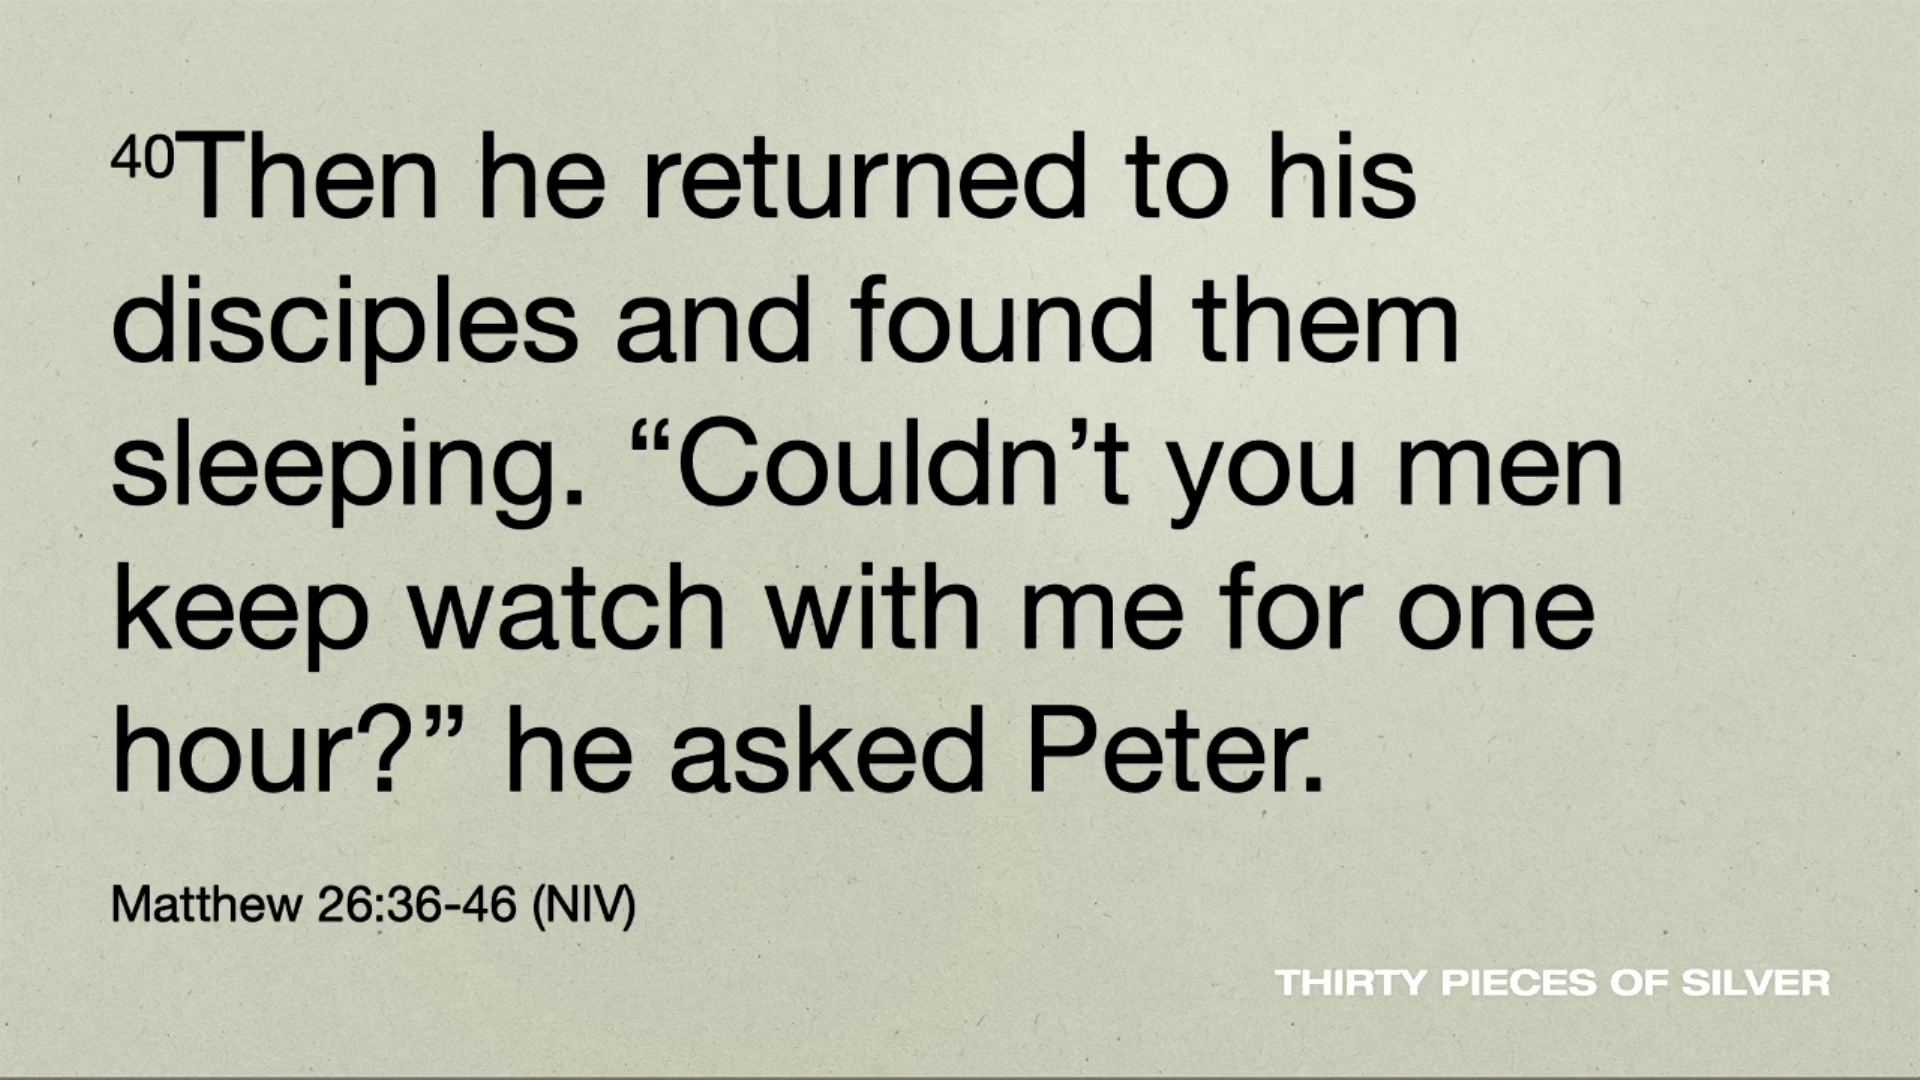 40Then he returned to his
disciples and found them
sleeping. “Couldn’t you men
keep watch with me for one
hour?” he asked Peter.
Matthew 26:36-46 (NIV)
THIRTY PIECES OF SILVER